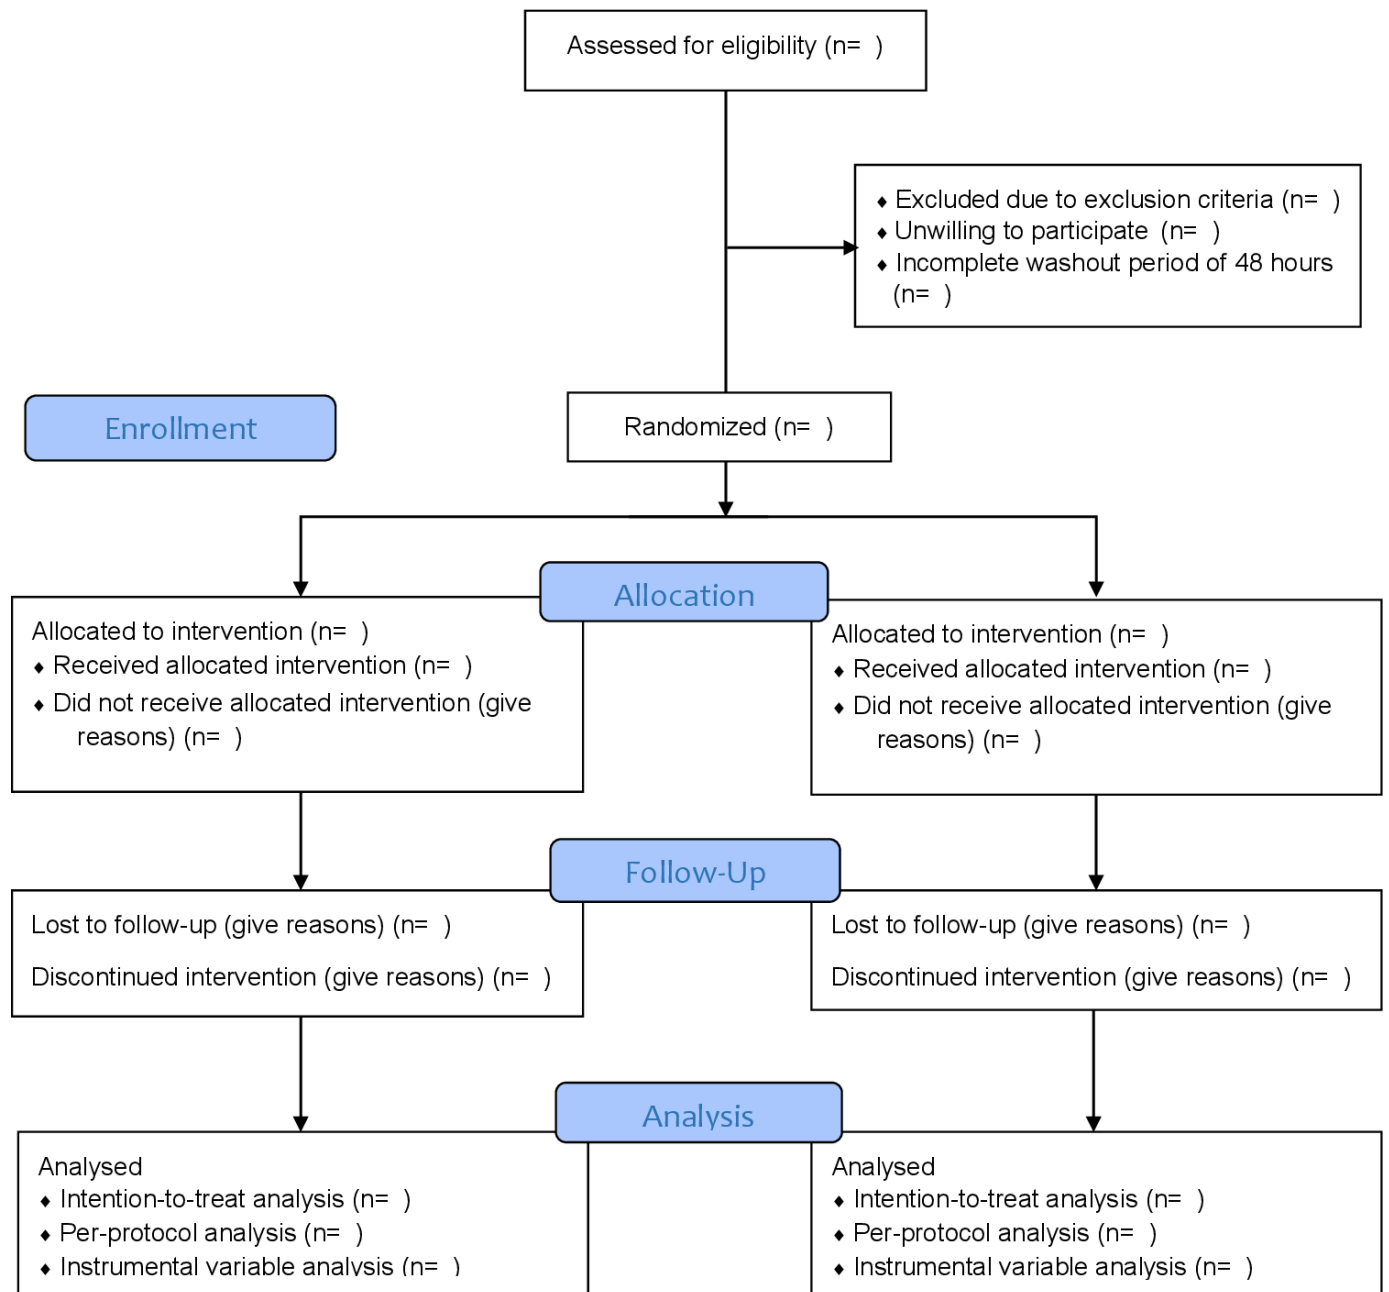 Assessed for eligibility (n=  )
♦ Excluded due to exclusion criteria (n=  )
♦ Unwilling to participate  (n=  )
♦ Incomplete washout period of 48 hours
(n=  )
Enrollment
Randomized (n=  )
Allocation
Allocated to intervention (n=  )
♦ Received allocated intervention (n=  )
♦ Did not receive allocated intervention (give
reasons) (n=  )
Allocated to intervention (n=  )
♦ Received allocated intervention (n=  )
♦ Did not receive allocated intervention (give
reasons) (n=  )
Follow-Up
Lost to follow-up (give reasons) (n=  )
Discontinued intervention (give reasons) (n=  )
Lost to follow-up (give reasons) (n=  )
Discontinued intervention (give reasons) (n=  )
Analysis
Analysed
♦ Intention-to-treat analysis (n=  )
♦ Per-protocol analysis (n=  )
♦ Instrumental variable analysis (n=  )
Analysed
♦ Intention-to-treat analysis (n=  )
♦ Per-protocol analysis (n=  )
♦ Instrumental variable analysis (n=  )